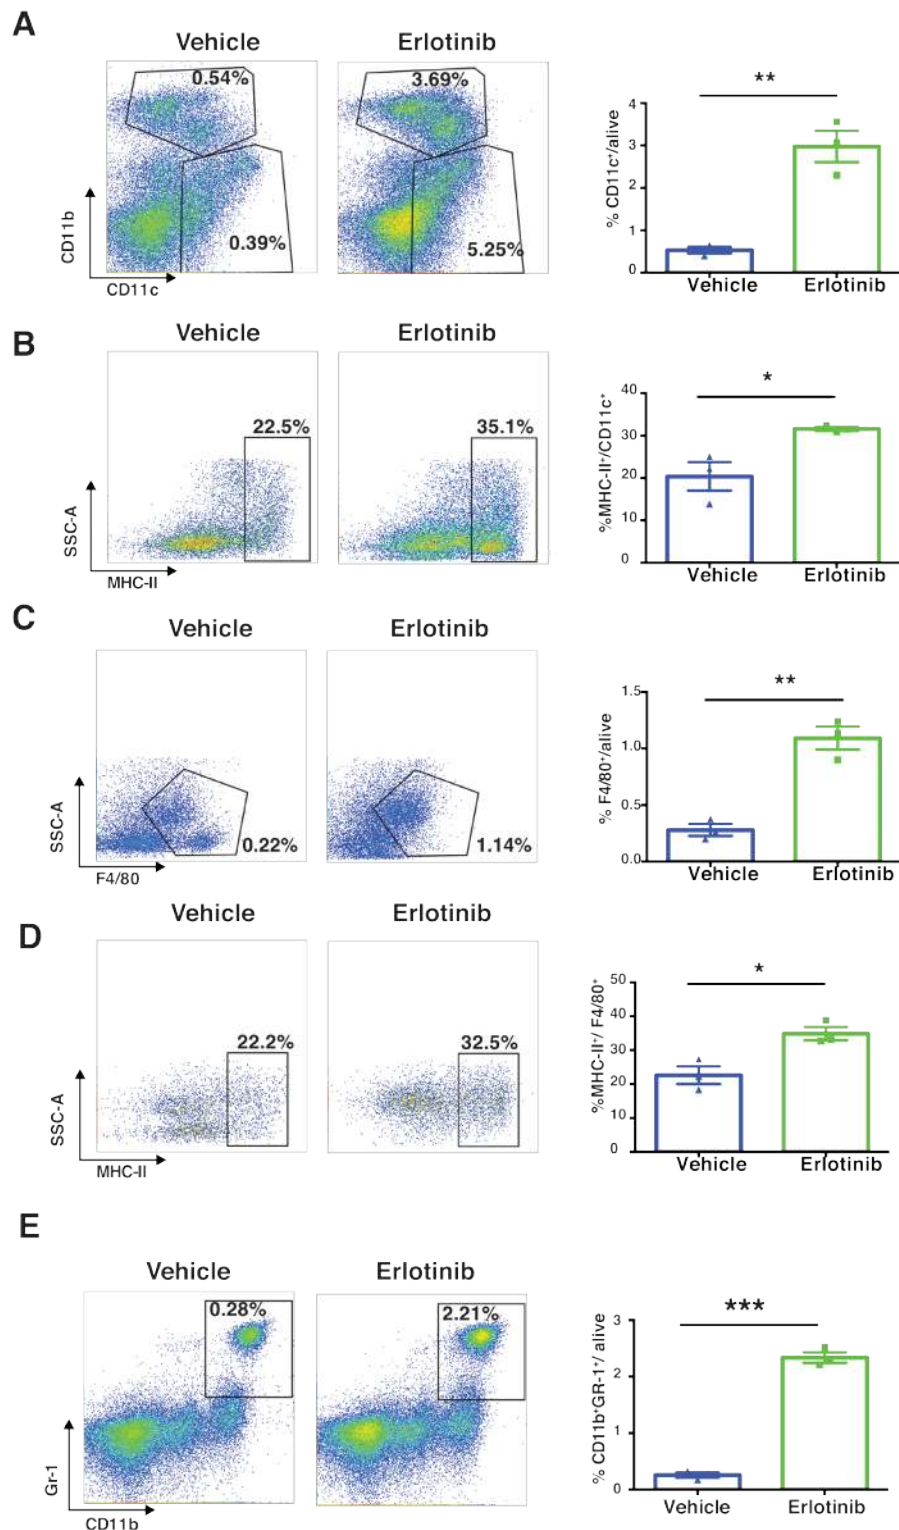 A
Vehicle Erlotinib
0.54% 3.69%
0.39% 5.25%
CD11b
CD11c
**
% CD11c⁺/alive
4
3
2
1
0
Vehicle Erlotinib
B
Vehicle Erlotinib
22.5% 35.1%
SSC-A
MHC-II
*
%MHC-II⁺/CD11c⁺
40
30
20
10
0
Vehicle Erlotinib
C
Vehicle Erlotinib
0.22% 1.14%
SSC-A
F4/80
**
% F4/80⁺/alive
1.5
1.0
0.5
0.0
Vehicle Erlotinib
D
Vehicle Erlotinib
22.2% 32.5%
SSC-A
MHC-II
*
%MHC-II⁺/ F4/80⁺
50
40
30
20
10
0
Vehicle Erlotinib
E
Vehicle Erlotinib
0.28% 2.21%
Gr-1
CD11b
***
% CD11b⁺GR-1⁺/ alive
3
2
1
0
Vehicle Erlotinib